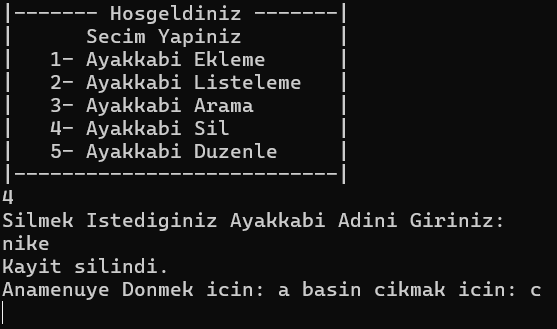 |------- Hosgeldiniz -------|
|      Secim Yapiniz        |
|   1- Ayakkabi Ekleme      |
|   2- Ayakkabi Listeleme   |
|   3- Ayakkabi Arama       |
|   4- Ayakkabi Sil         |
|   5- Ayakkabi Duzenle     |
|---------------------------|
4
Silmek Istediginiz Ayakkabi Adini Giriniz:
nike
Kayit silindi.
Anamenuye Donmek icin: a basin cikmak icin: c